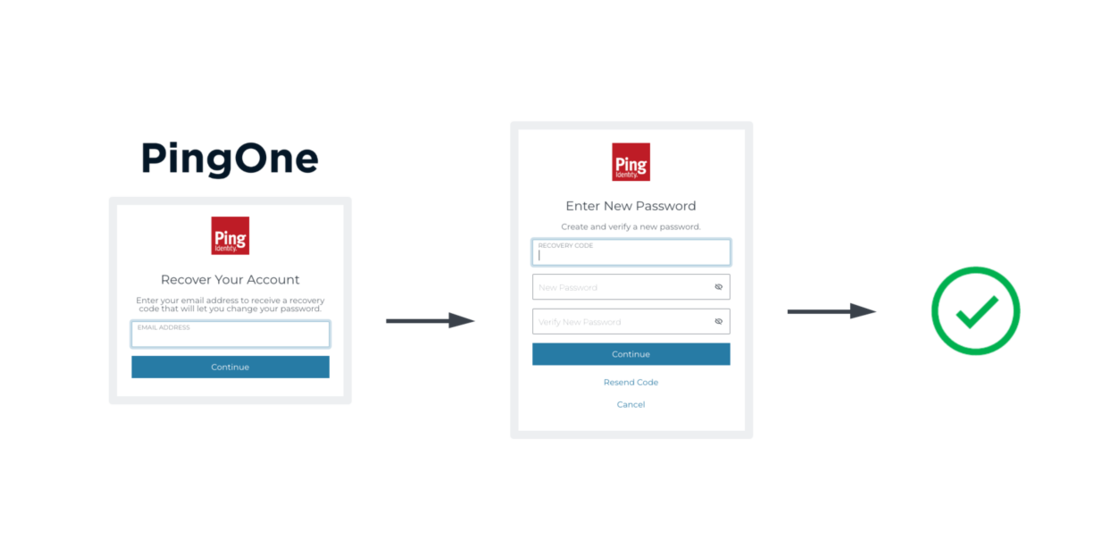 PingOne
Ping
Identity.
Recover Your Account
Enter your email address to receive a recovery
code that will let you change your password.
EMAIL ADDRESS
Continue
Ping
Identity.
Enter New Password
Create and verify a new password.
RECOVERY CODE
New Password
Verify New Password
Continue
Resend Code
Cancel